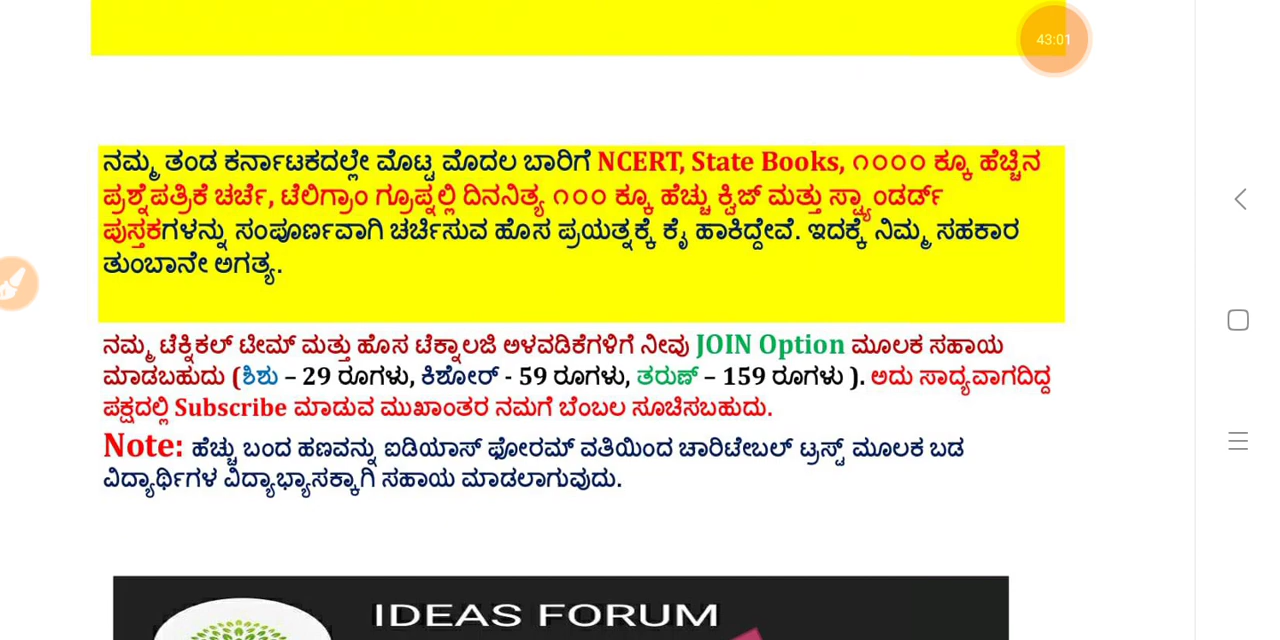 43:01
ನಮ್ಮ ತಂಡ ಕರ್ನಾಟಕದಲ್ಲೇ ಮೊಟ್ಟ ಮೊದಲ ಬಾರಿಗೆ NCERT, State Books, ೧೦೦೦ ಕ್ಕೂ ಹೆಚ್ಚಿನ
ಪ್ರಶ್ನೆಪತ್ರಿಕೆ ಚರ್ಚೆ, ಟೆಲಿಗ್ರಾಂ ಗ್ರೂಪ್ನಲ್ಲಿ ದಿನನಿತ್ಯ ೧೦೦ ಕ್ಕೂ ಹೆಚ್ಚು ಕ್ವಿಜ್ ಮತ್ತು ಸ್ಟ್ಯಾಂಡರ್ಡ್
ಪುಸ್ತಕಗಳನ್ನು ಸಂಪೂರ್ಣವಾಗಿ ಚರ್ಚಿಸುವ ಹೊಸ ಪ್ರಯತ್ನಕ್ಕೆ ಕೈ ಹಾಕಿದ್ದೇವೆ. ಇದಕ್ಕೆ ನಿಮ್ಮ ಸಹಕಾರ
ತುಂಬಾನೇ ಅಗತ್ಯ.
ನಮ್ಮ ಟೆಕ್ನಿಕಲ್ ಟೀಮ್ ಮತ್ತು ಹೊಸ ಟೆಕ್ನಾಲಜಿ ಅಳವಡಿಕೆಗಳಿಗೆ ನೀವು JOIN Option ಮೂಲಕ ಸಹಾಯ
ಮಾಡಬಹುದು (ಶಿಶು – 29 ರೂಗಳು, ಕಿಶೋರ್ - 59 ರೂಗಳು, ತರುಣ್ – 159 ರೂಗಳು ). ಅದು ಸಾದ್ಯವಾಗದಿದ್ದ
ಪಕ್ಷದಲ್ಲಿ Subscribe ಮಾಡುವ ಮುಖಾಂತರ ನಮಗೆ ಬೆಂಬಲ ಸೂಚಿಸಬಹುದು.
Note: ಹೆಚ್ಚು ಬಂದ ಹಣವನ್ನು ಐಡಿಯಾಸ್ ಫೋರಮ್ ವತಿಯಿಂದ ಚಾರಿಟೇಬಲ್ ಟ್ರಸ್ಟ್ ಮೂಲಕ ಬಡ
ವಿದ್ಯಾರ್ಥಿಗಳ ವಿದ್ಯಾಭ್ಯಾಸಕ್ಕಾಗಿ ಸಹಾಯ ಮಾಡಲಾಗುವುದು.
IDEAS FORUM